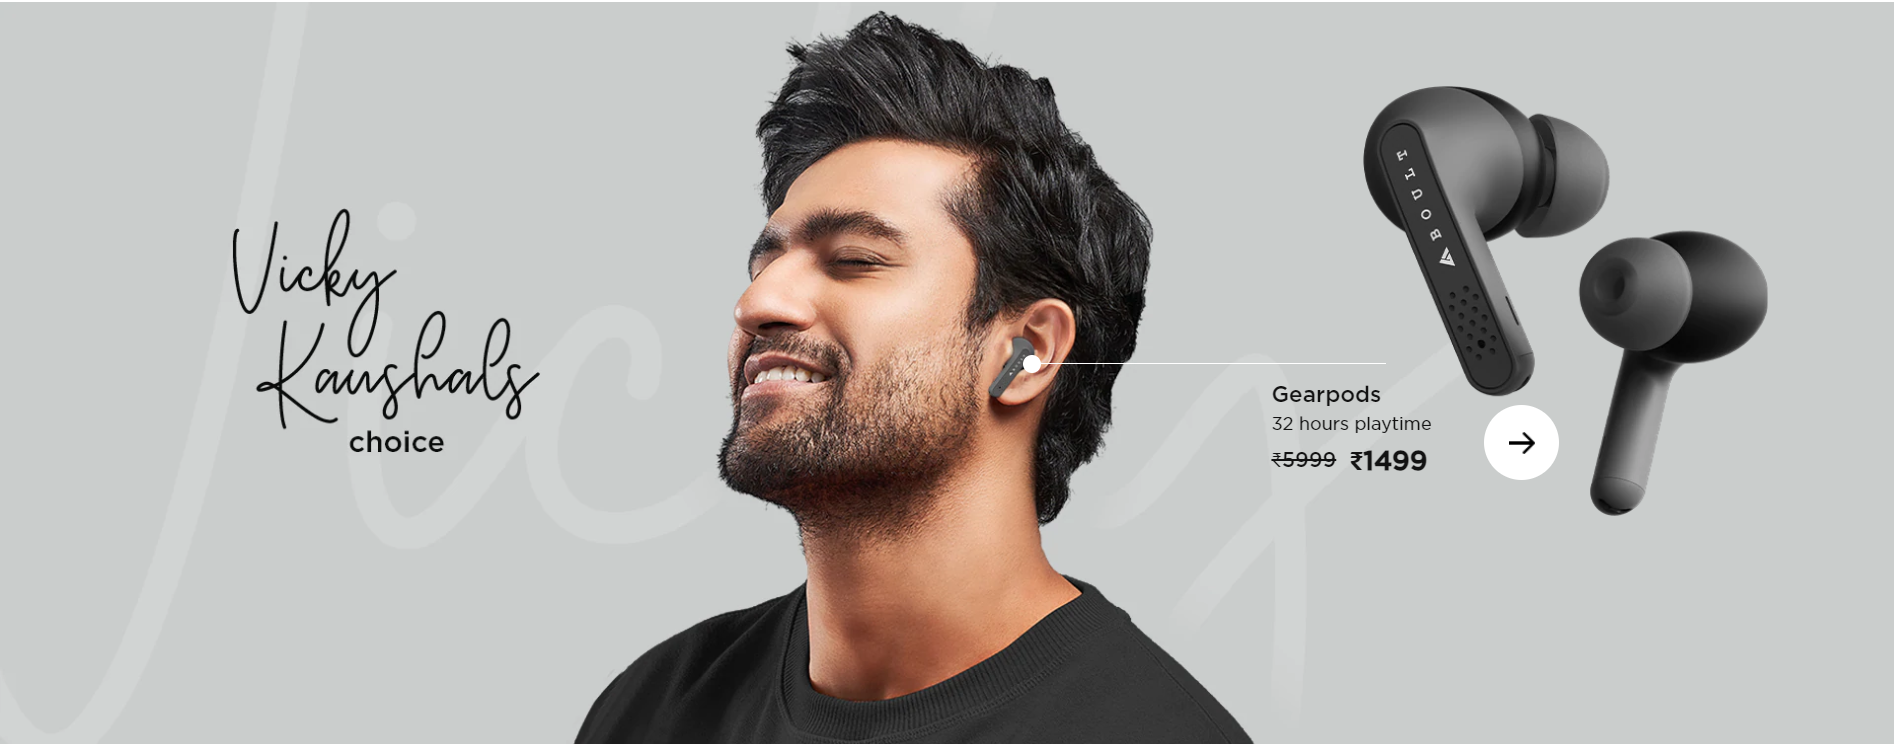 Vicky
Kaushals
choice
BOULT
Gearpods
32 hours playtime
₹5999 ₹1499